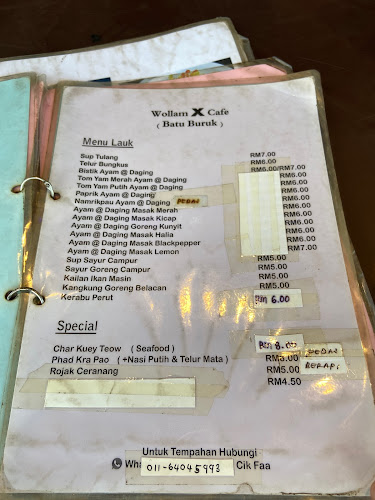 Wollam X Cafe
( Batu Buruk )
Menu Lauk
Sup Tulang RM7.00
Telur Bungkus RM6.00
Bistik Ayam @ Daging RM6.00/RM7.00
Tom Yam Merah Ayam @ Daging RM6.00
Tom Yam Putih Ayam @ Daging RM6.00
Paprik Ayam @ Daging RM6.00
Namrikpau Ayam @ Daging PEDAS RM6.00
Ayam @ Daging Masak Merah RM6.00
Ayam @ Daging Masak Kicap RM6.00
Ayam @ Daging Goreng Kunyit RM6.00
Ayam @ Daging Masak Halia RM6.00
Ayam @ Daging Masak Blackpepper RM6.00
Ayam @ Daging Masak Lemon RM7.00
Sup Sayur Campur RM5.00
Sayur Goreng Campur RM5.00
Kailan Ikan Masin RM5.00
Kangkung Goreng Belacan RM5.00
Kerabu Perut RM 6.00
Special
Char Kuey Teow ( Seafood ) RM 8.00
Phad Kra Pao ( +Nasi Putih & Telur Mata ) RM5.00 PEDAS
Rojak Ceranang RM5.00 BERAPI
RM4.50
Untuk Tempahan Hubungi
011-64045993 Cik Faa